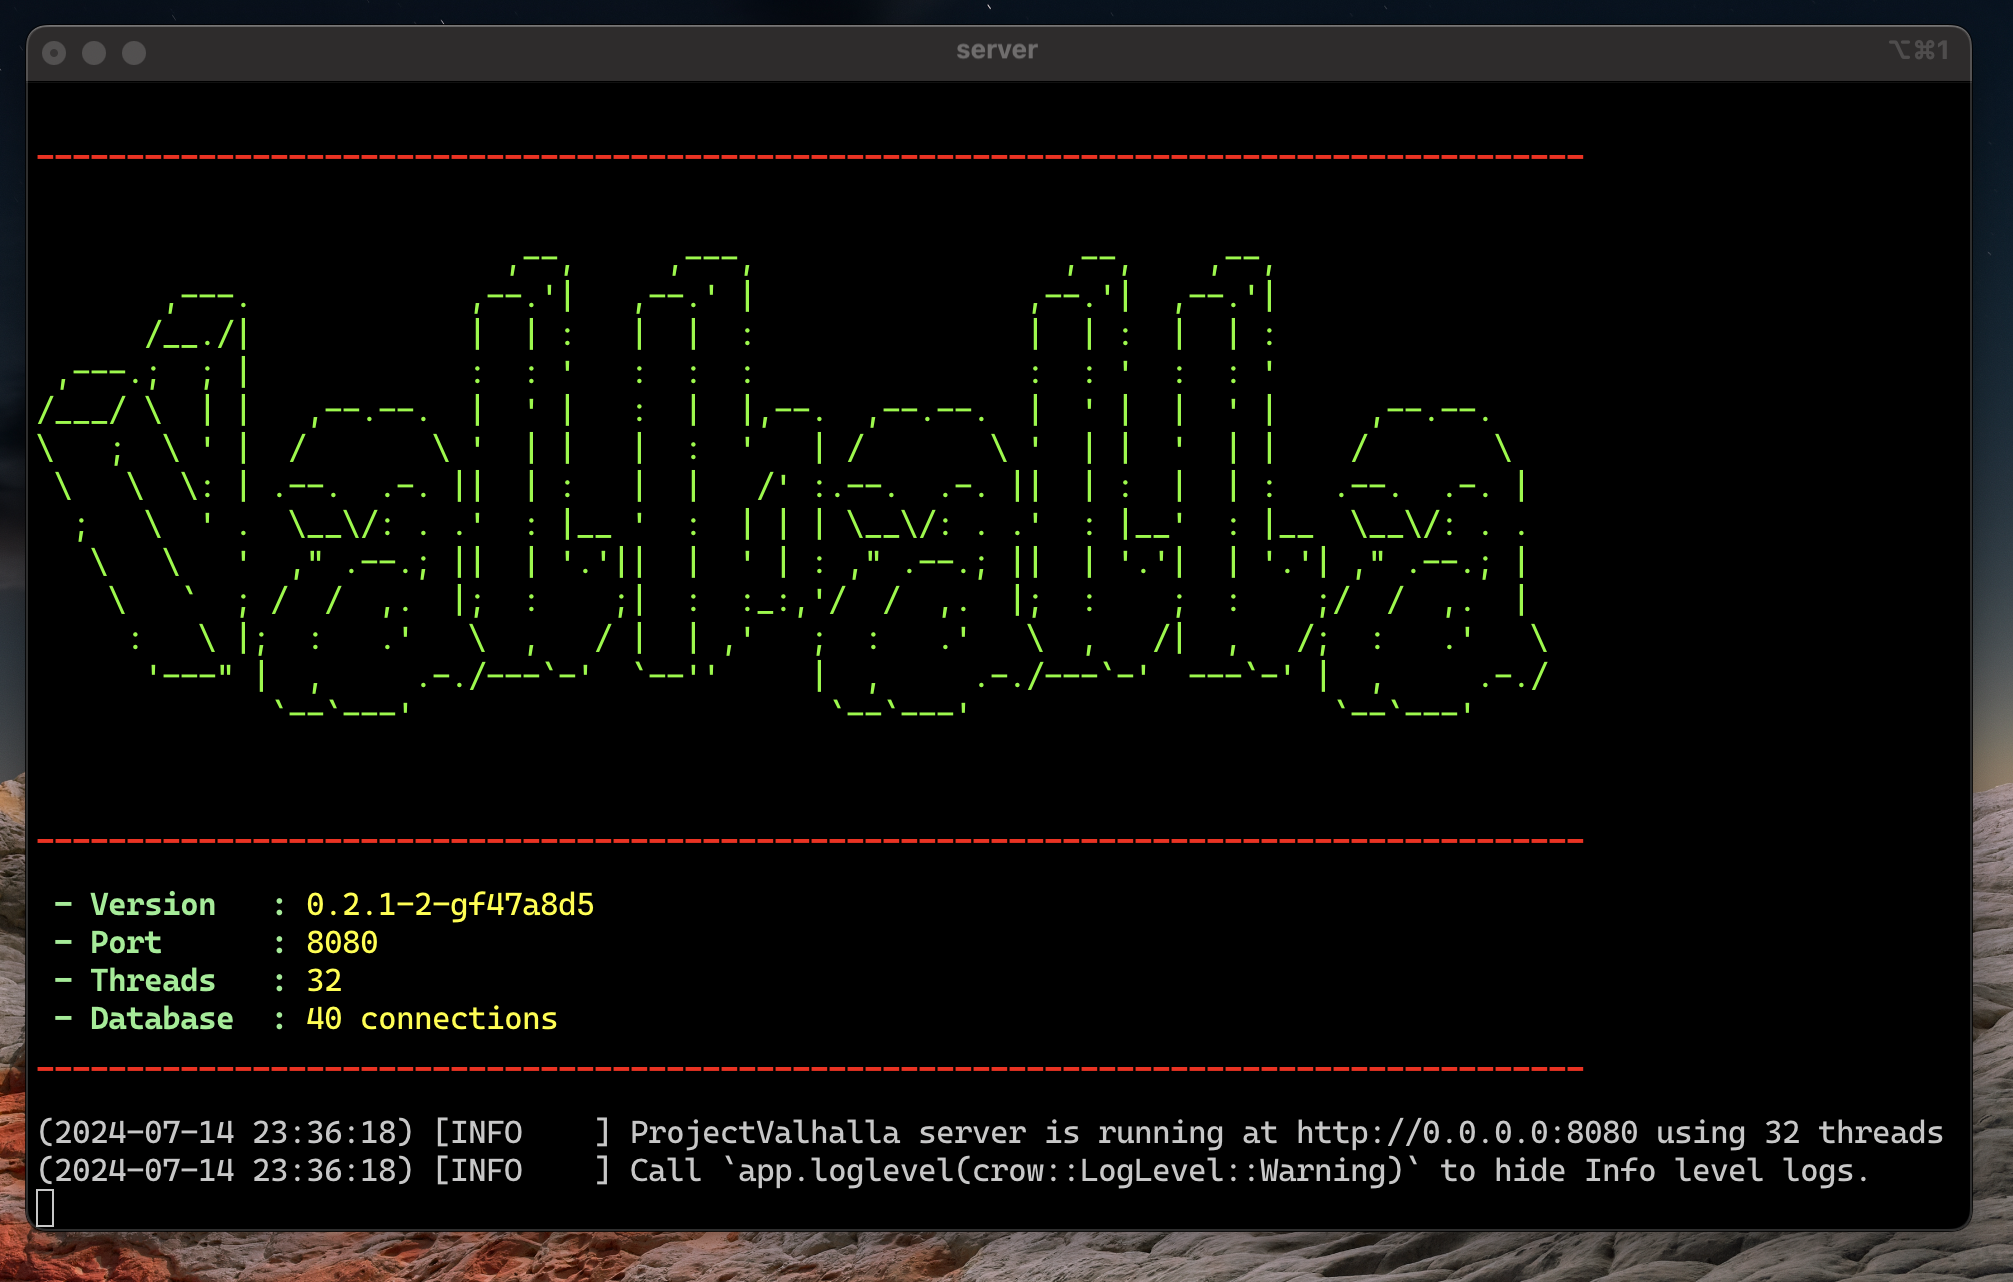 server
⌥⌘1
Valhalla
- Version   : 0.2.1-2-gf47a8d5
- Port      : 8080
- Threads   : 32
- Database  : 40 connections
(2024-07-14 23:36:18) [INFO    ] ProjectValhalla server is running at http://0.0.0.0:8080 using 32 threads
(2024-07-14 23:36:18) [INFO    ] Call `app.loglevel(crow::LogLevel::Warning)` to hide Info level logs.